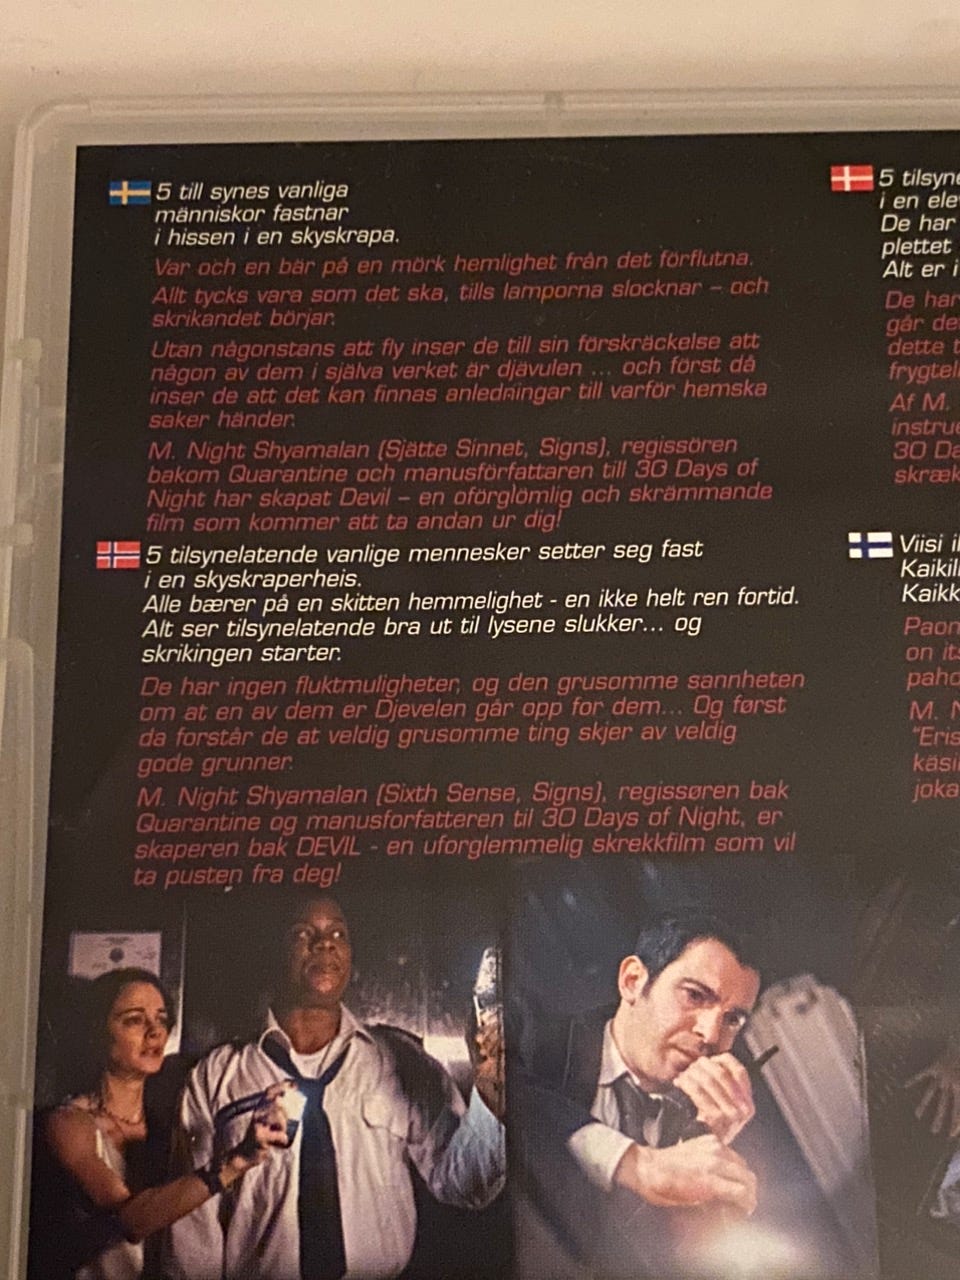 5 till synes vanliga
människor fastnar
i hissen i en skyskrapa.
Var och en bär på en mörk hemlighet från det förflutna.
Allt tycks vara som det ska, tills lamporna slocknar – och
skrikandet börjar.
Utan någonstans att fly inser de till sin förskräckelse att
någon av dem i själva verket är djävulen ... och först då
inser de att det kan finnas anledningar till varför hemska
saker händer.
M. Night Shyamalan (Sjätte Sinnet, Signs), regissören
bakom Quarantine och manusförfattaren till 30 Days of
Night har skapat Devil – en oförglömlig och skrämmande
film som kommer att ta andan ur dig!
5 tilsynelatende vanlige mennesker setter seg fast
i en skyskraperheis.
Alle bærer på en skitten hemmelighet - en ikke helt ren fortid.
Alt ser tilsynelatende bra ut til lysene slukker... og
skrikingen starter.
De har ingen fluktmuligheter, og den grusomme sannheten
om at en av dem er Djevelen går opp for dem... Og først
da forstår de at veldig grusomme ting skjer av veldig
gode grunner.
M. Night Shyamalan (Sixth Sense, Signs), regissøren bak
Quarantine og manusforfatteren til 30 Days of Night, er
skaperen bak DEVIL - en uforglemmelig skrekkfilm som vil
ta pusten fra deg!
5 tilsyne
i en ele
De har
plettet
Alt er i
De har
går de
dette t
frygtel
Af M.
instru
30 Da
skræk
Viisi i
Kaikil
Kaikk
Paon
on its
paho
M. N
"Eris
käsi
joka